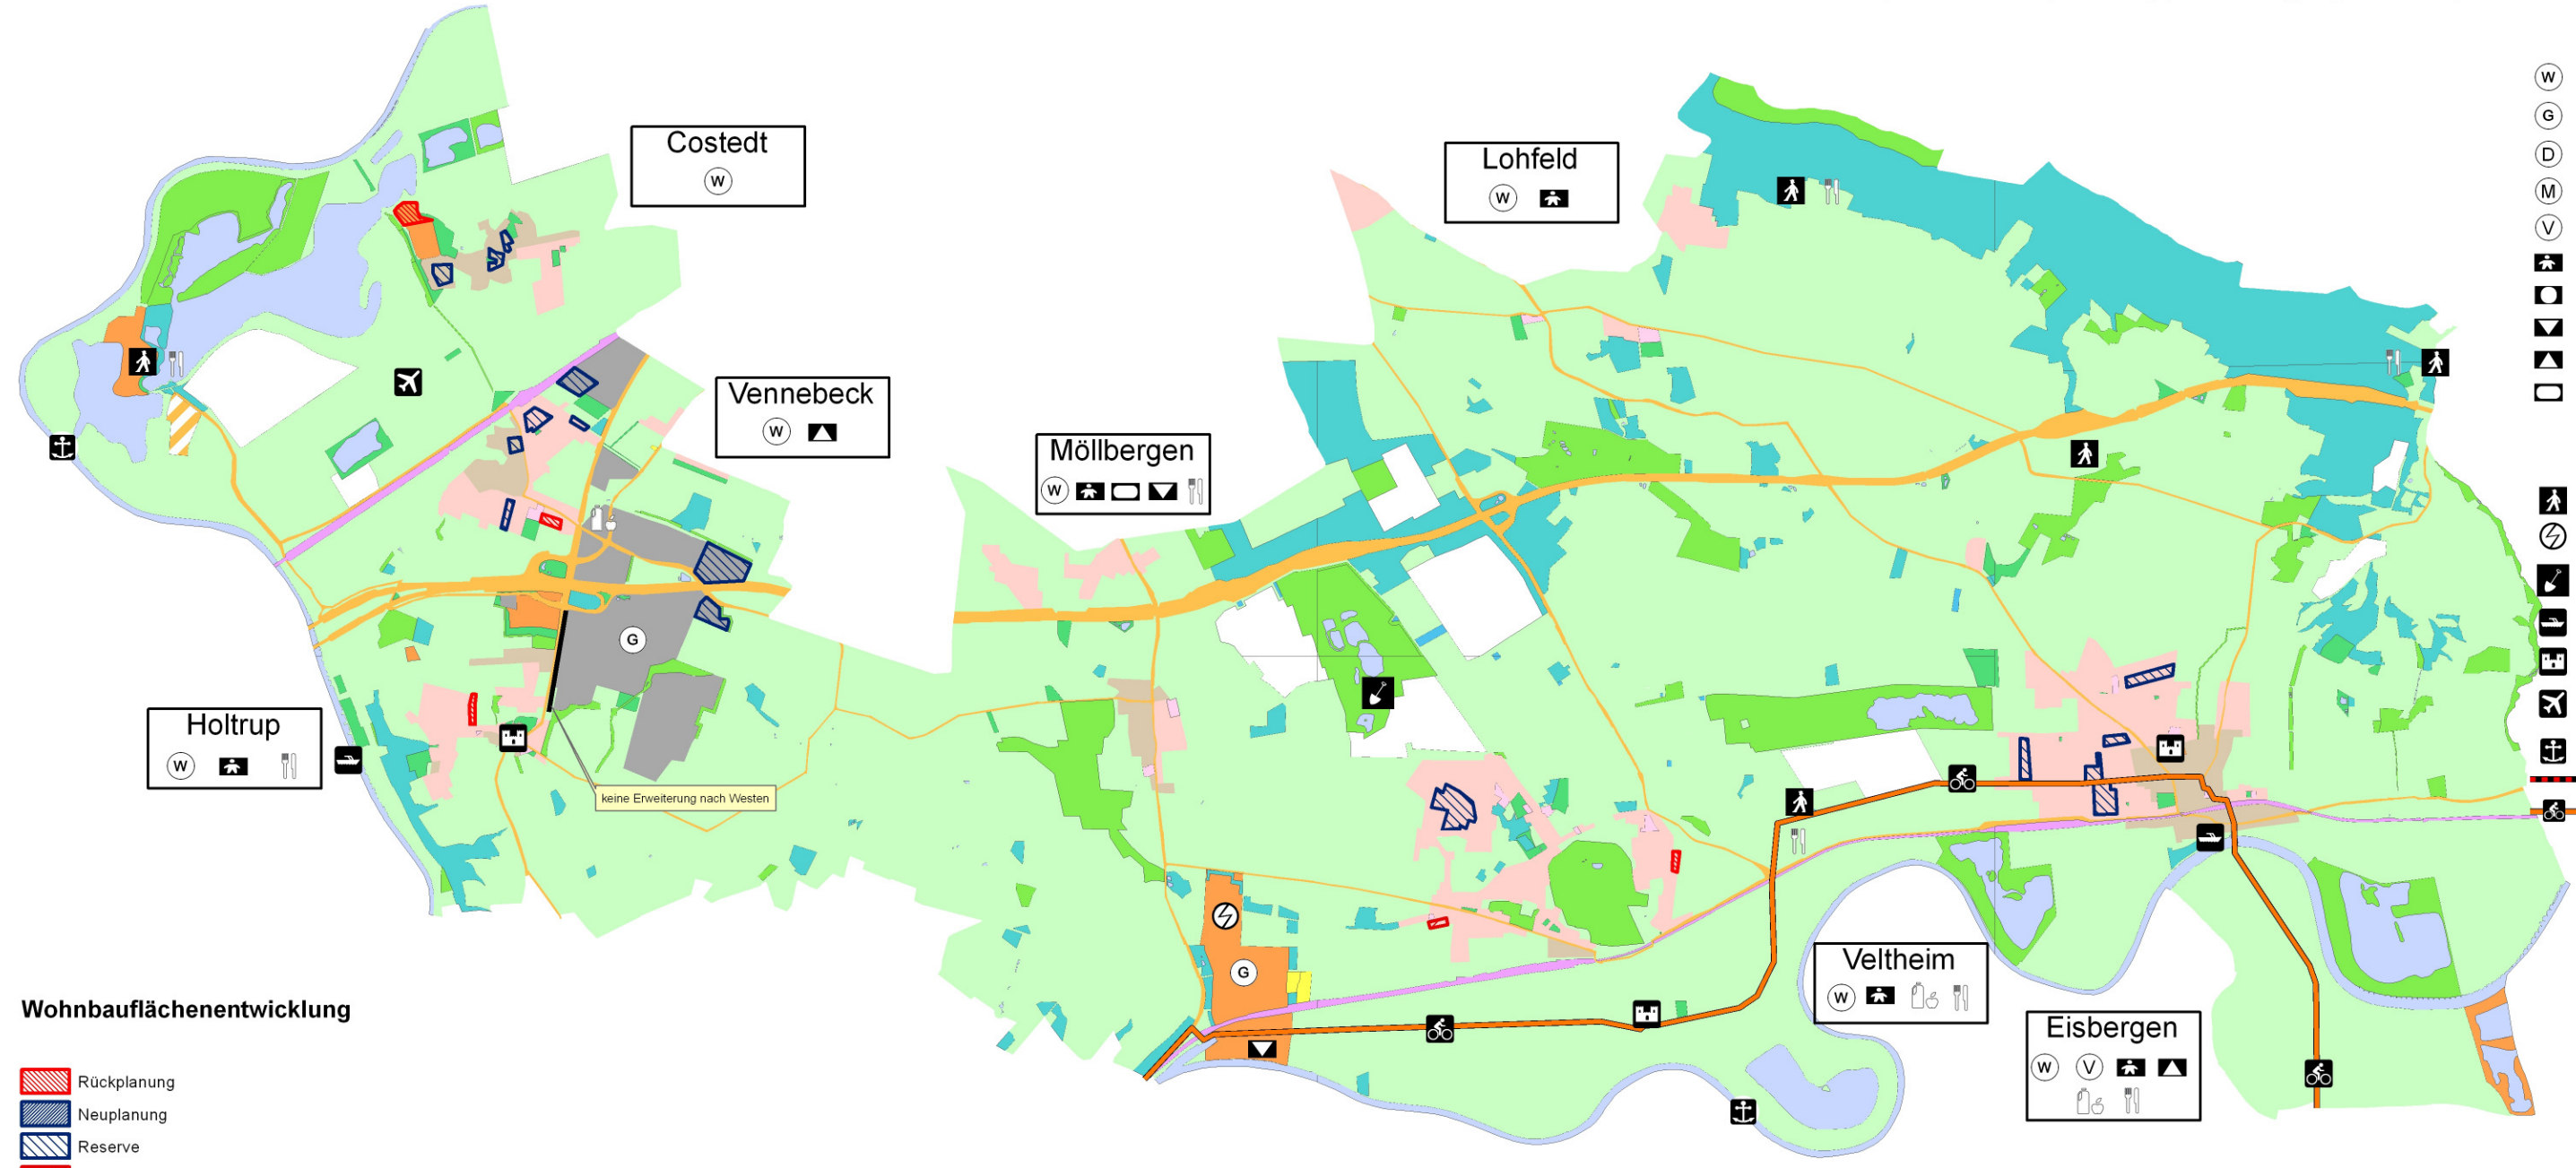 Costedt
W
Lohfeld
W
W
G
D
M
V
Vennebeck
W
Möllbergen
W
G
Holtrup
W
keine Erweiterung nach Westen
G
Veltheim
W
Eisbergen
W V
Wohnbauflächenentwicklung
Rückplanung
Neuplanung
Reserve